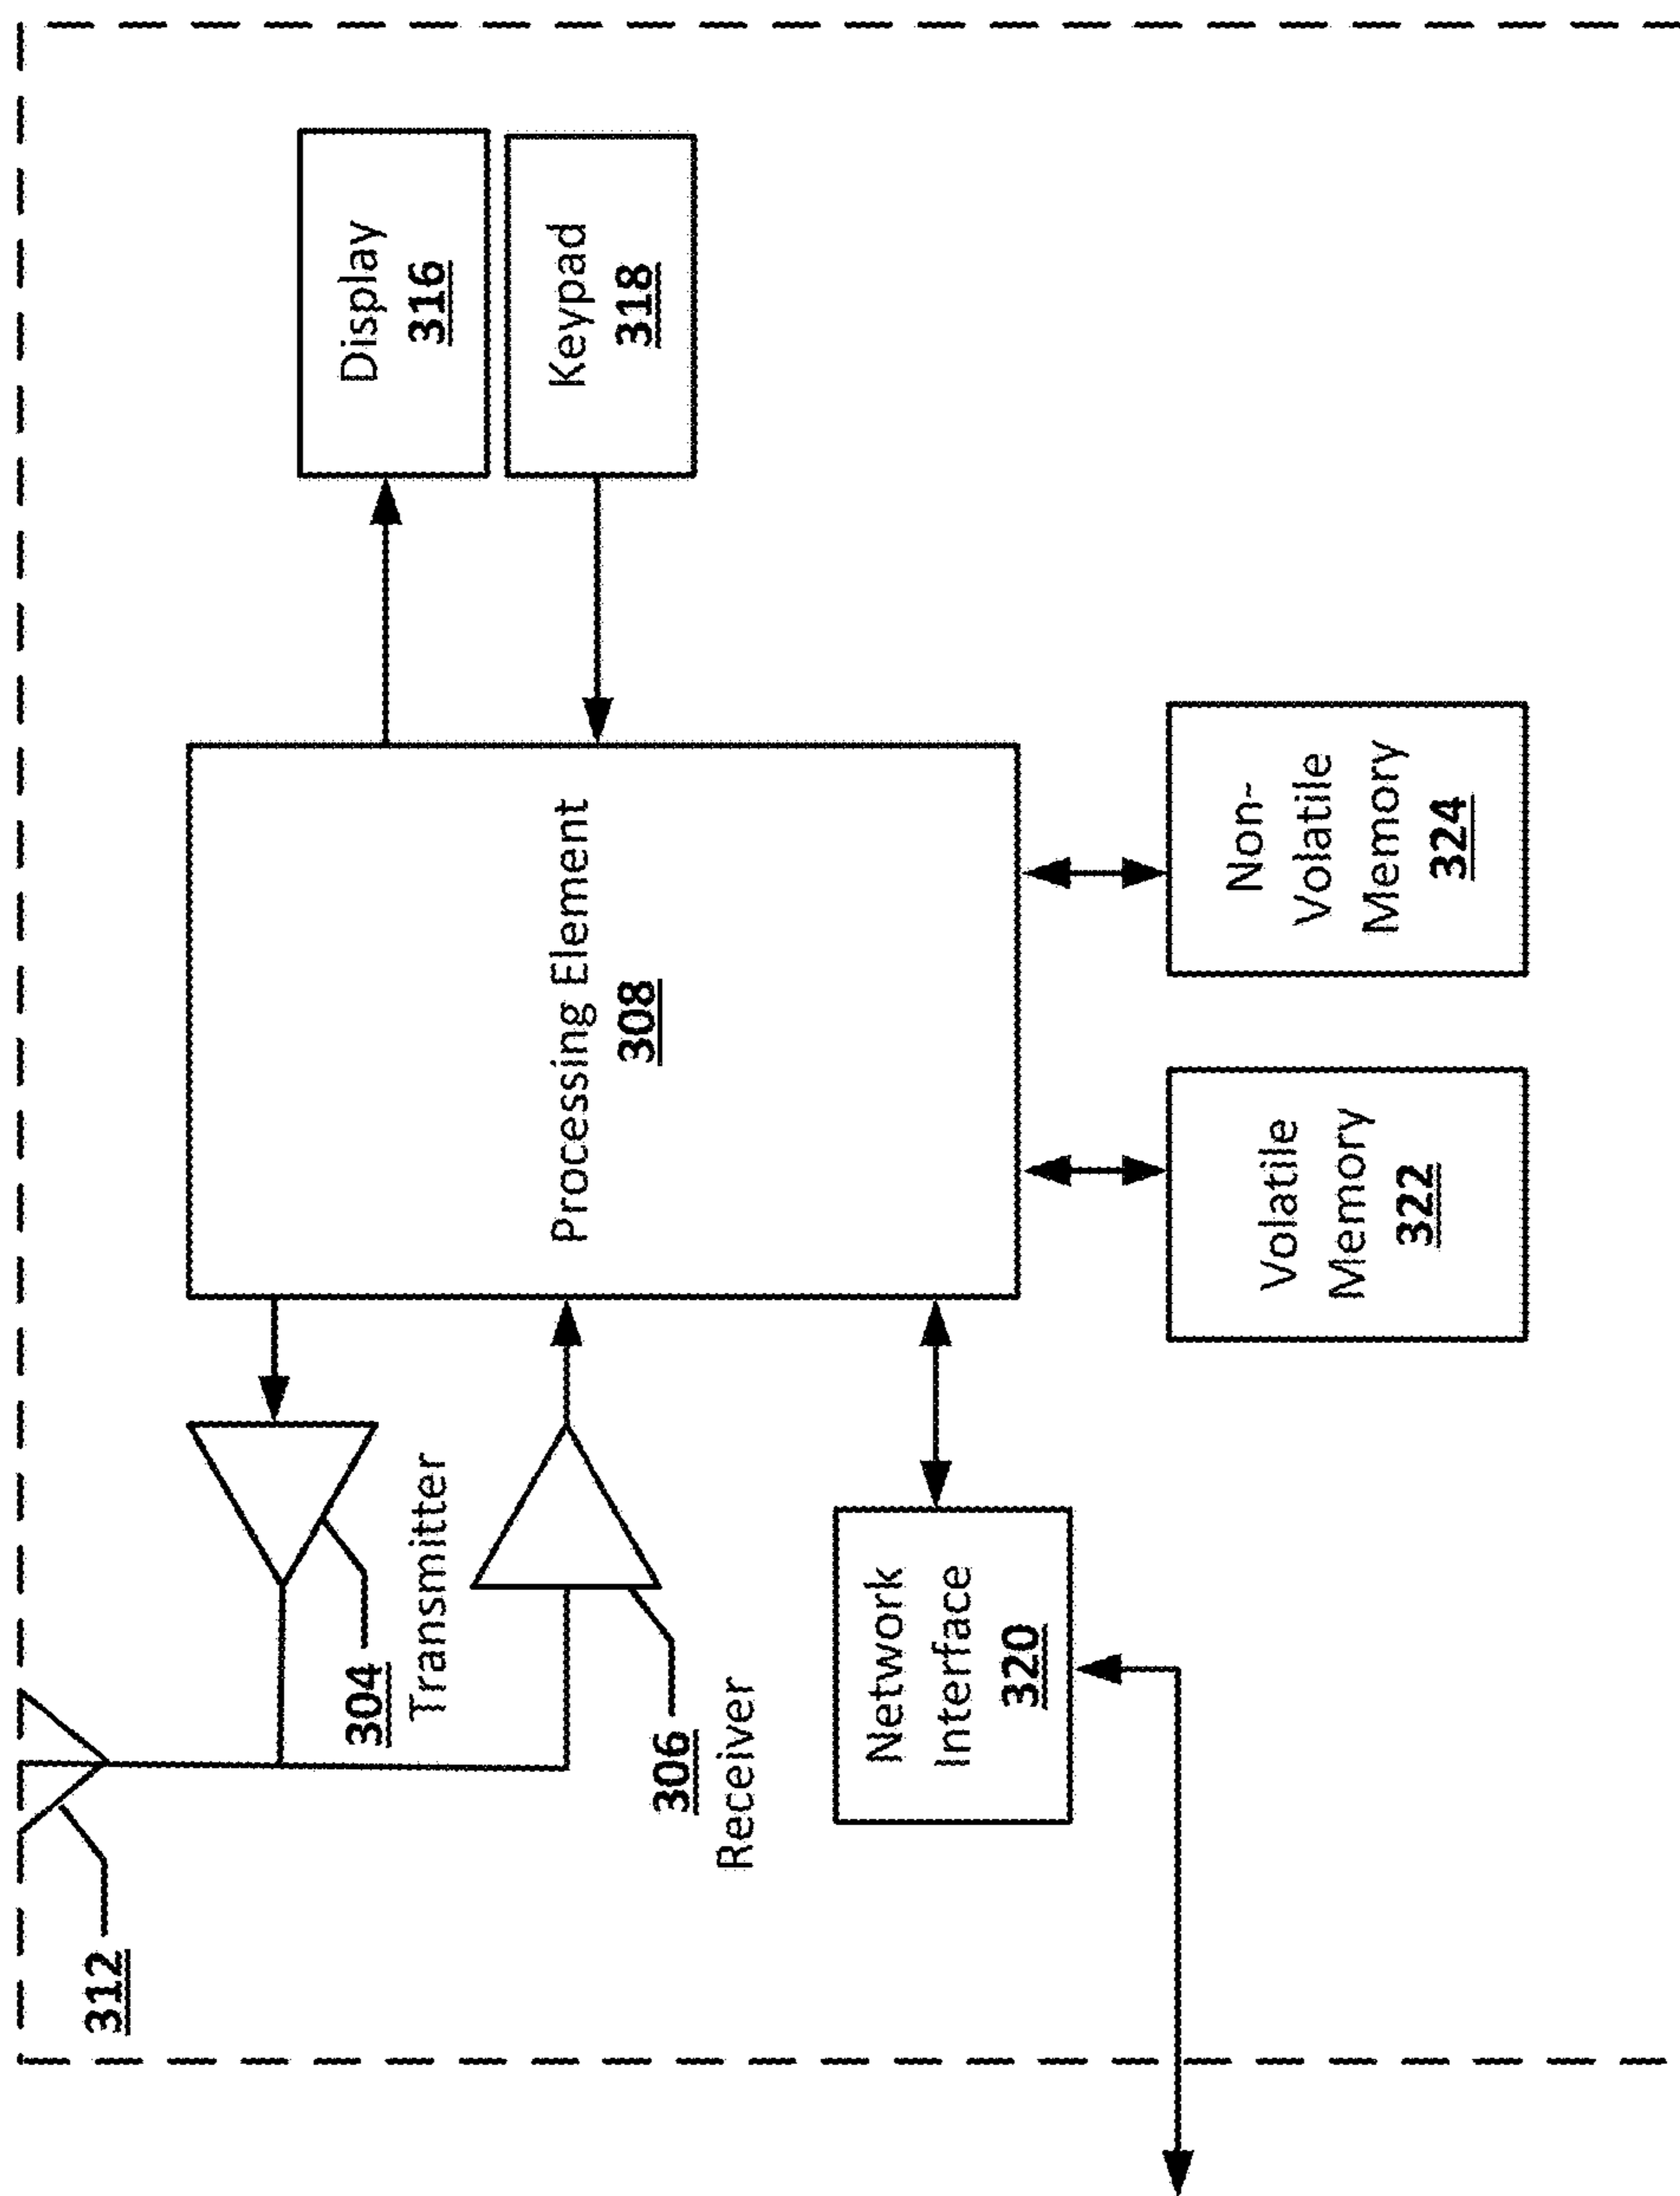 312
304
Transmitter
306
Receiver
Display
316
Keypad
318
Processing Element
308
Network
Interface
320
Volatile
Memory
322
Non-
Volatile
Memory
324